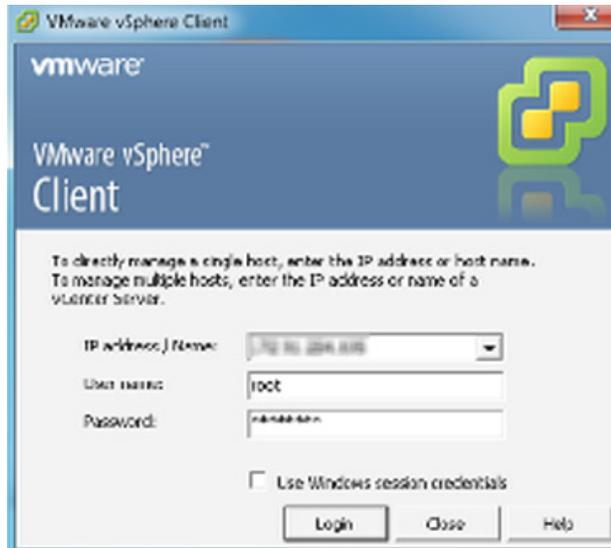 VMware vSphere Client
vmware
VMware vSphere™
Client
To directly manage a single host, enter the IP address or host name.
To manage multiple hosts, enter the IP address or name of a
vCenter Server.
IP address / Name:
User name:
root
Password:
********
Use Windows session credentials
Login
Close
Help